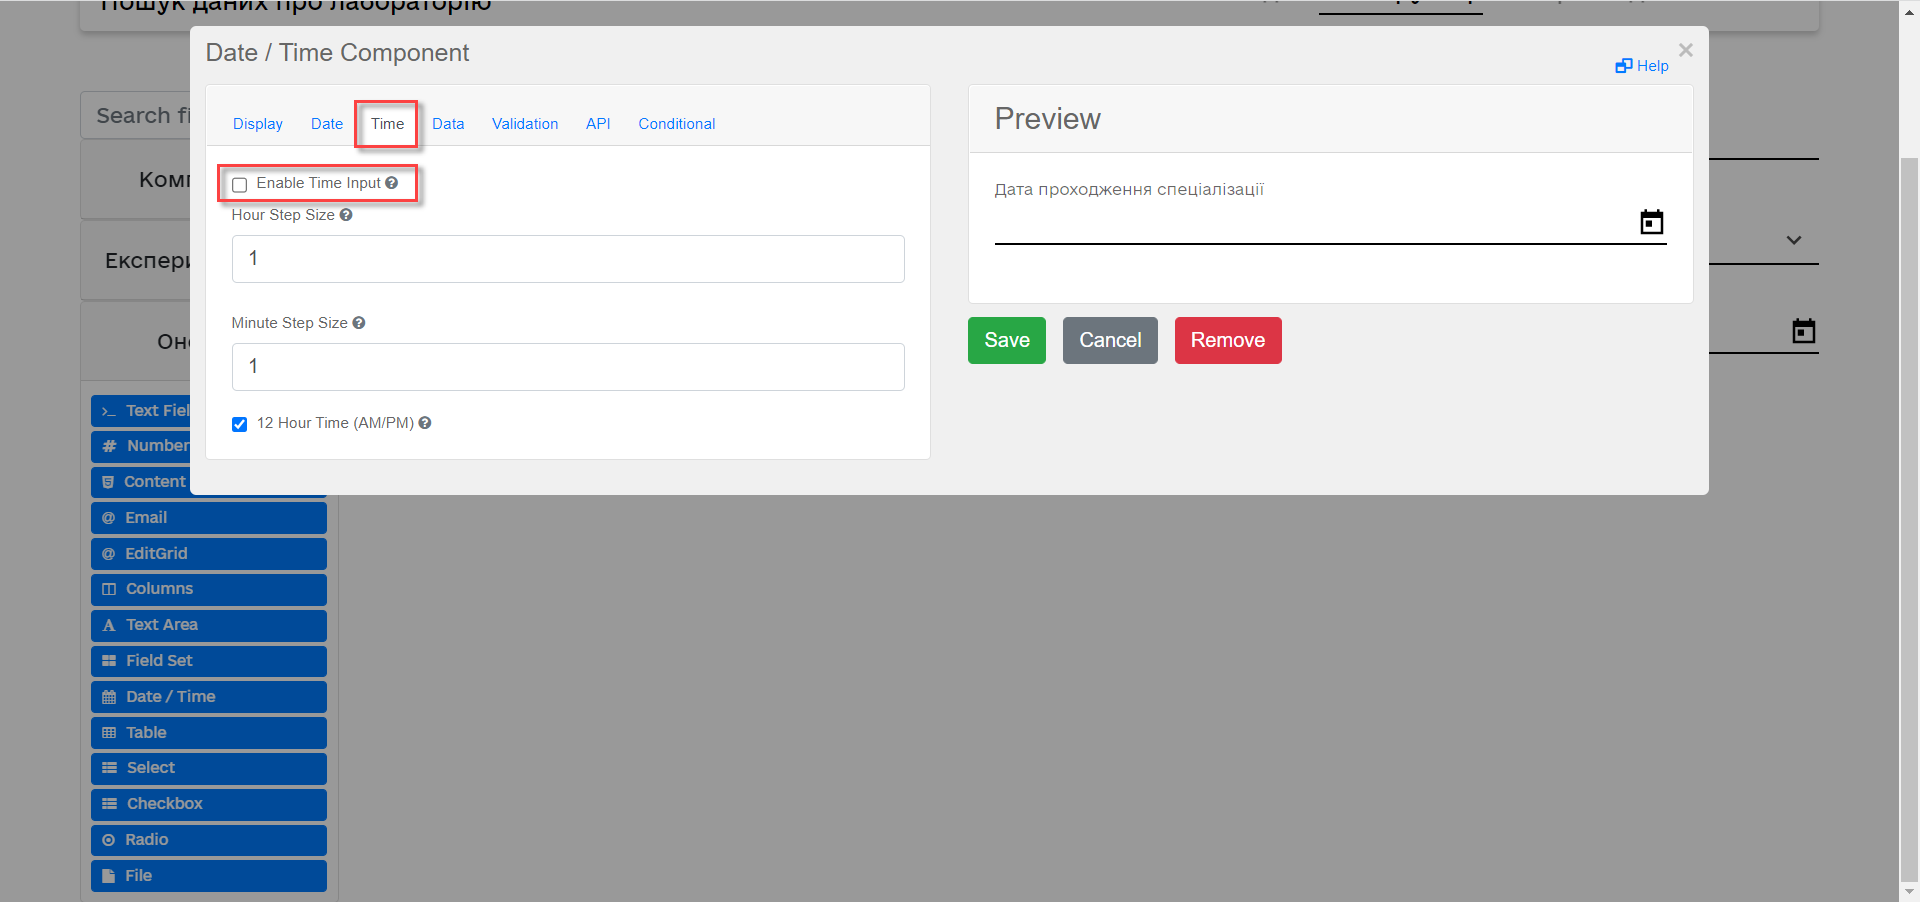 Пошук даних про лабораторію
Date / Time Component
Help
Search fi
Display Date Time Data Validation API Conditional
Preview
Enable Time Input
Дата проходження спеціалізації
Hour Step Size
1
Експери
Minute Step Size
1
Save Cancel Remove
12 Hour Time (AM/PM)
Text Fiel
Number
Content
Email
EditGrid
Columns
Text Area
Field Set
Date / Time
Table
Select
Checkbox
Radio
File